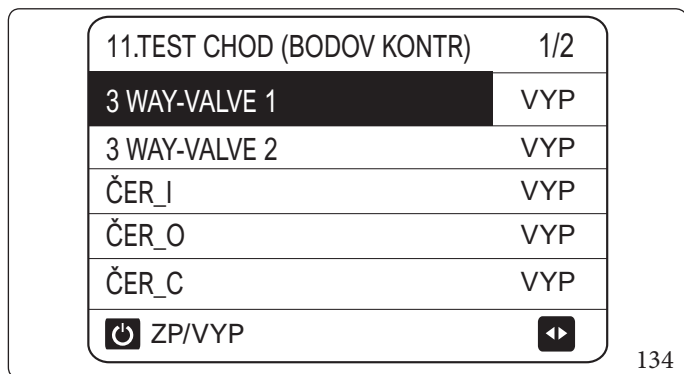 11.TEST CHOD (BODOV KONTR) 1/2
3 WAY-VALVE 1 VYP
3 WAY-VALVE 2 VYP
ČER_I VYP
ČER_O VYP
ČER_C VYP
ZP/VYP
134